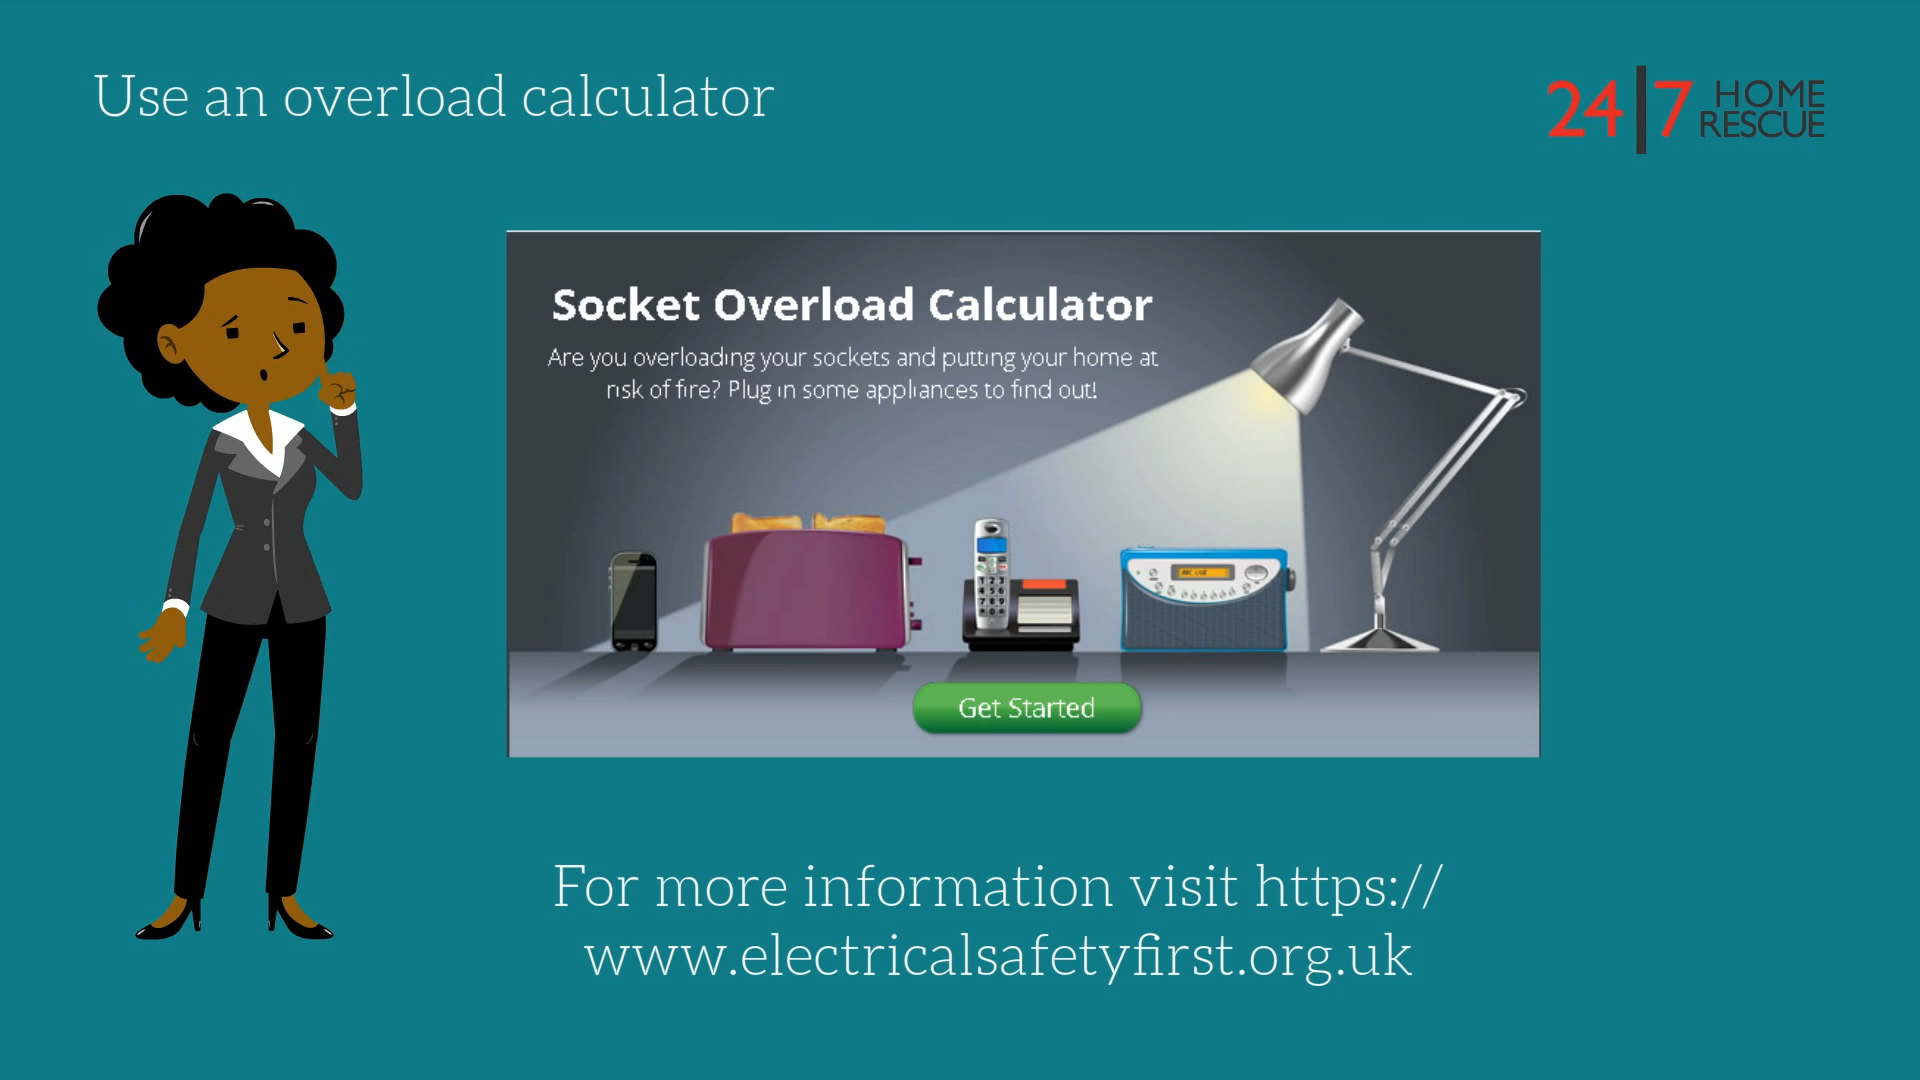 Use an overload calculator
24|7 HOME
RESCUE
Socket Overload Calculator
Are you overloading your sockets and putting your home at
risk of fire? Plug in some appliances to find out!
Get Started
For more information visit https://
www.electricalsafetyfirst.org.uk